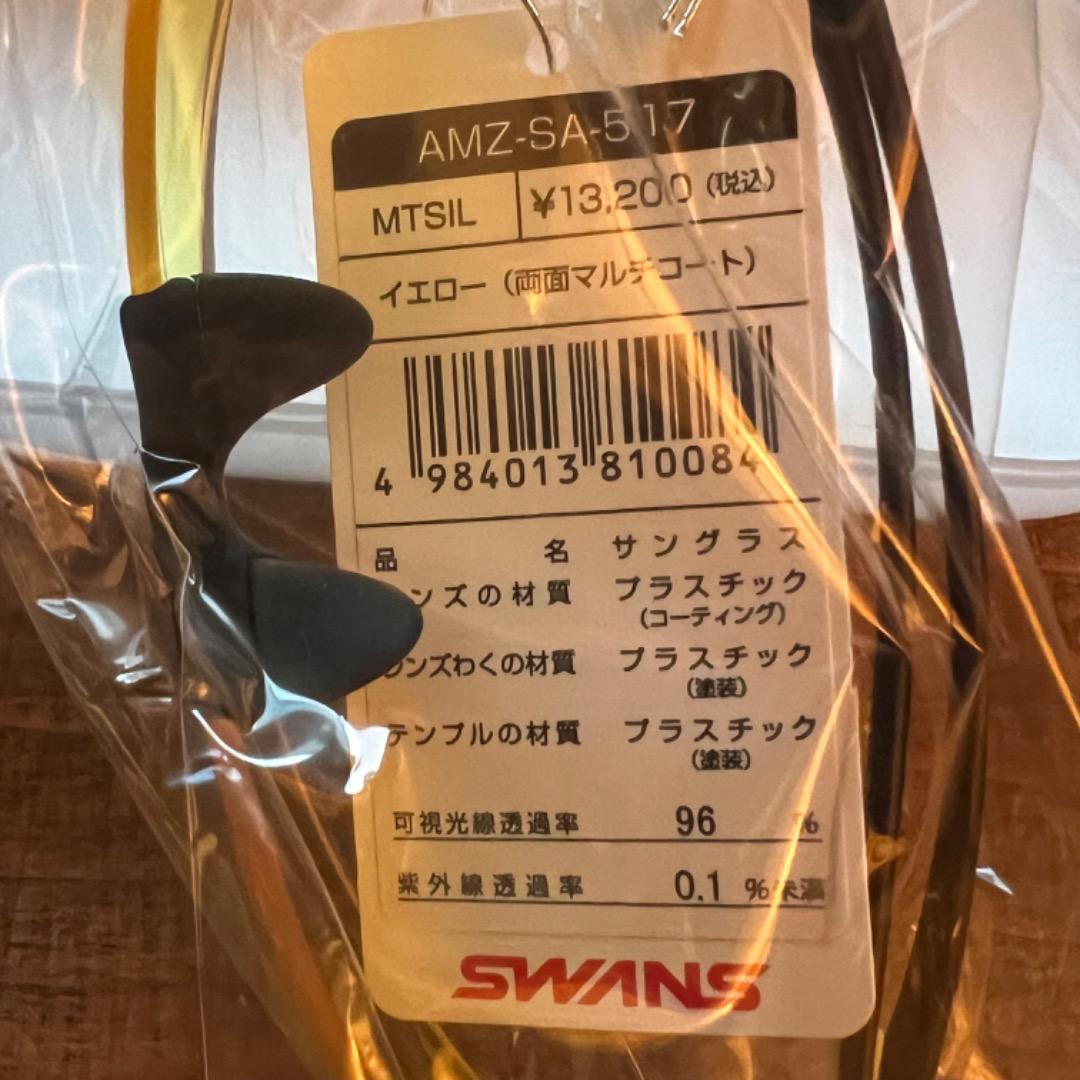 AMZ-SA-517
MTSIL ¥13,200 (税込)
イエロー (両面マルチコート)
4 984013 810084
品名 サングラス
ンズの材質 プラスチック
(コーティング)
ンズわくの材質 プラスチック
(塗装)
テンプルの材質 プラスチック
(塗装)
可視光線透過率 96 %
紫外線透過率 0.1 %未満
SWANS